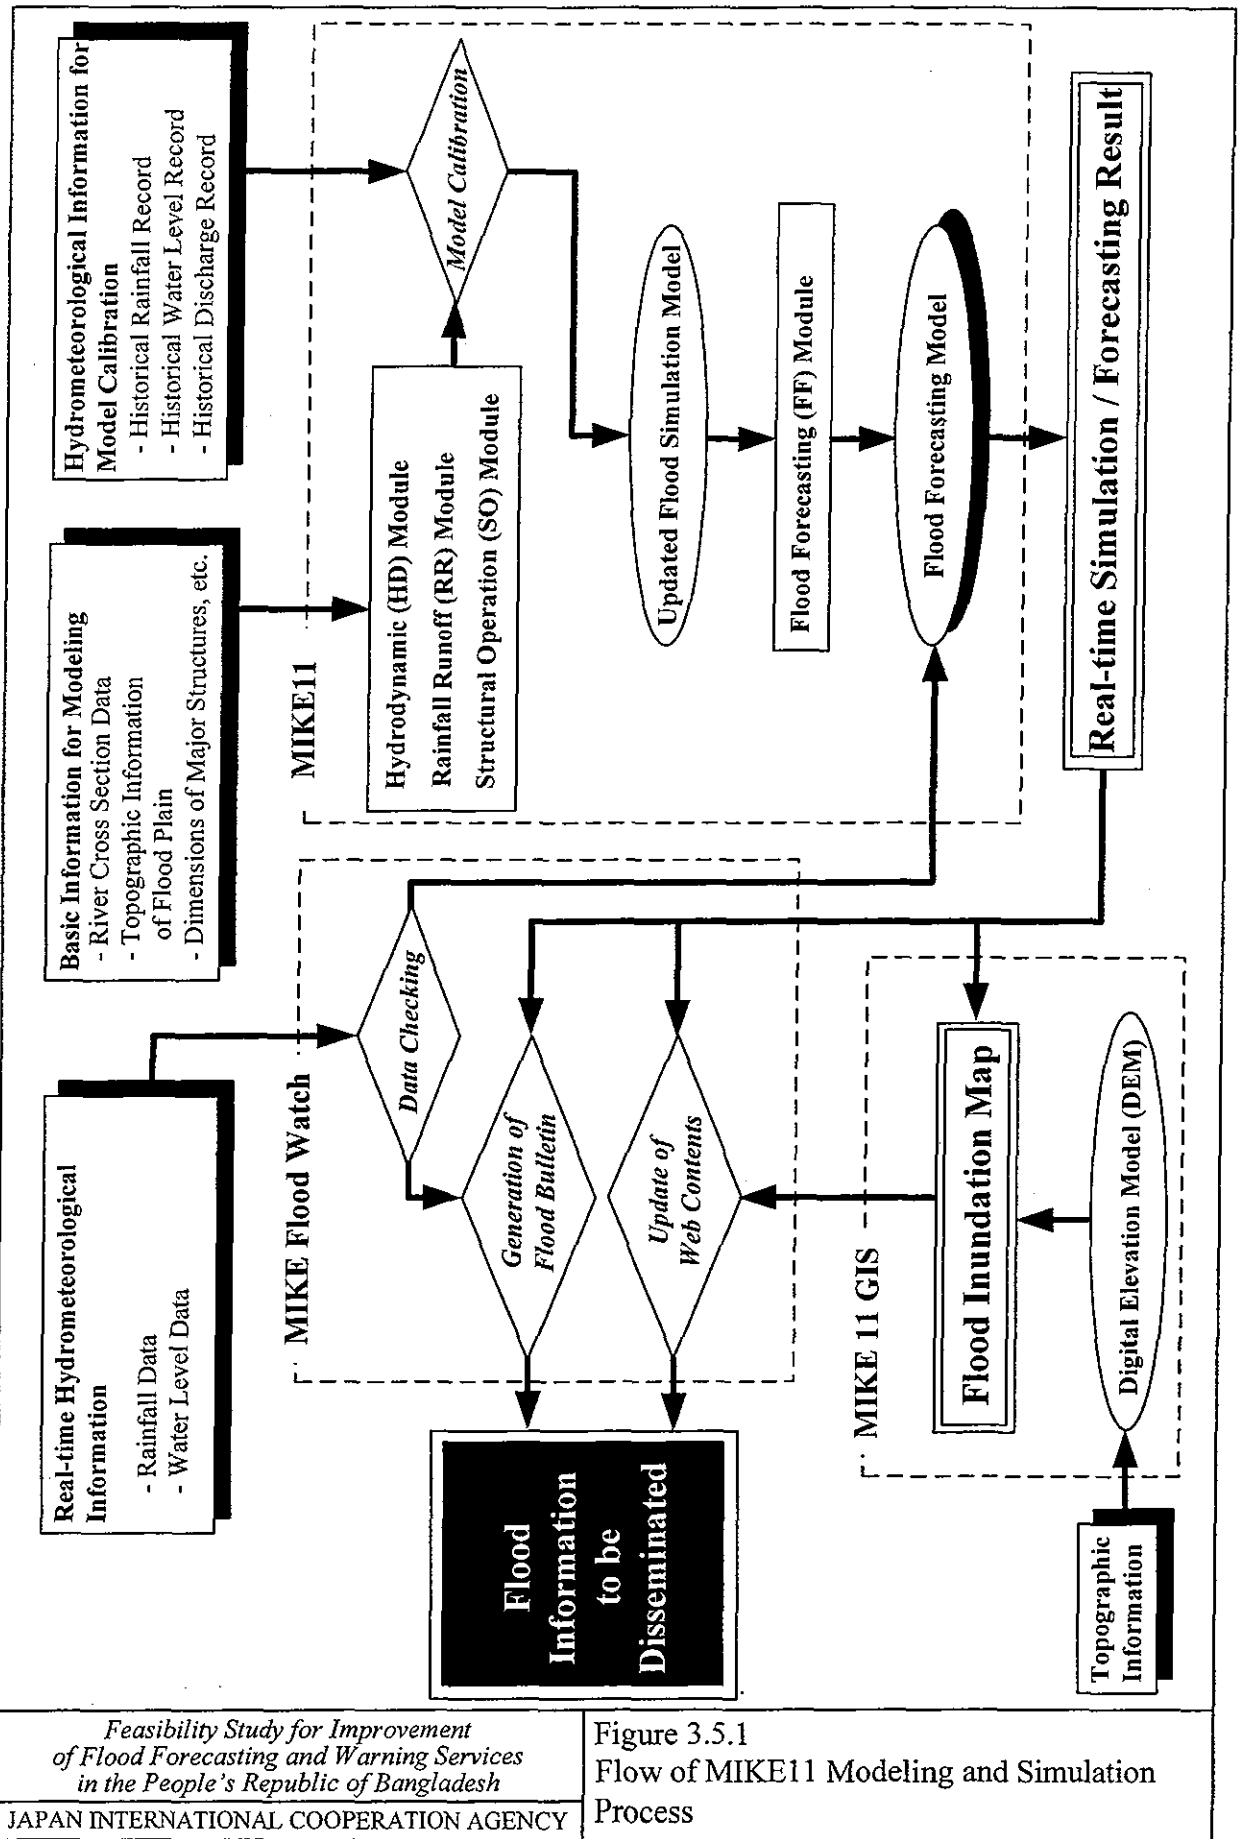 Real-time Hydrometeorological
Information
- Rainfall Data
- Water Level Data
Basic Information for Modeling
- River Cross Section Data
- Topographic Information
of Flood Plain
- Dimensions of Major Structures, etc.
Hydrometeorological Information for
Model Calibration
- Historical Rainfall Record
- Historical Water Level Record
- Historical Discharge Record
MIKE Flood Watch
MIKE11
Data Checking
Hydrodynamic (HD) Module
Rainfall Runoff (RR) Module
Structural Operation (SO) Module
Model Calibration
Flood
Information
to be
Disseminated
Generation of
Flood Bulletin
Update of
Web Contents
Updated Flood Simulation Model
Flood Forecasting (FF) Module
Flood Forecasting Model
MIKE 11 GIS
Flood Inundation Map
Digital Elevation Model (DEM)
Topographic
Information
Real-time Simulation / Forecasting Result
Feasibility Study for Improvement
of Flood Forecasting and Warning Services
in the People's Republic of Bangladesh
JAPAN INTERNATIONAL COOPERATION AGENCY
Figure 3.5.1
Flow of MIKE11 Modeling and Simulation
Process